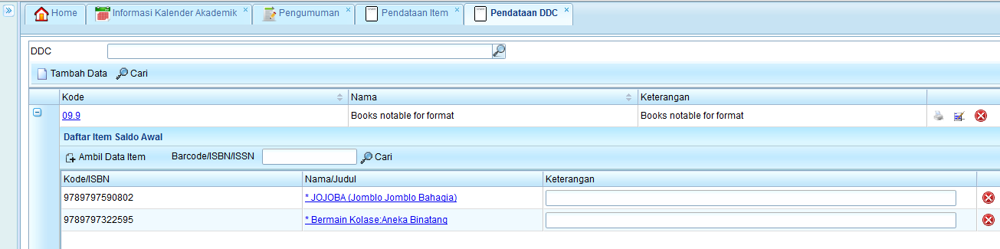 Home Informasi Kalender Akademik Pengumuman Pendataan Item Pendataan DDC
DDC
Tambah Data Cari
Kode Nama Keterangan
09.9 Books notable for format Books notable for format
Daftar Item Saldo Awal
Ambil Data Item Barcode/ISBN/ISSN Cari
Kode/ISBN Nama/Judul Keterangan
9789797590802 * JOJOBA (Jomblo Jomblo Bahagia)
9789797322595 * Bermain Kolase:Aneka Binatang